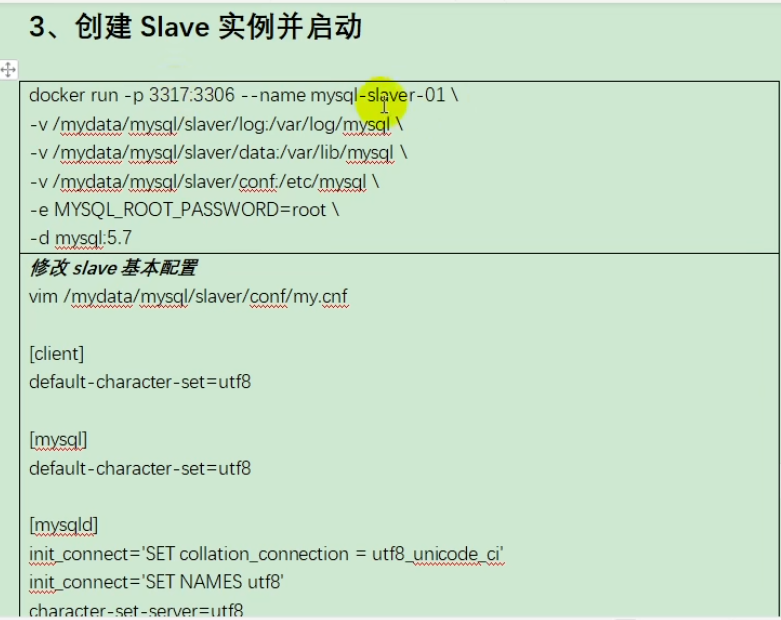 3、创建 Slave 实例并启动
docker run -p 3317:3306 --name mysql-slaver-01 \
-v /mydata/mysql/slaver/log:/var/log/mysql \
-v /mydata/mysql/slaver/data:/var/lib/mysql \
-v /mydata/mysql/slaver/conf:/etc/mysql \
-e MYSQL_ROOT_PASSWORD=root \
-d mysql:5.7
修改 slave 基本配置
vim /mydata/mysql/slaver/conf/my.cnf
[client]
default-character-set=utf8
[mysql]
default-character-set=utf8
[mysqld]
init_connect='SET collation_connection = utf8_unicode_ci'
init_connect='SET NAMES utf8'
character-set-server=utf8